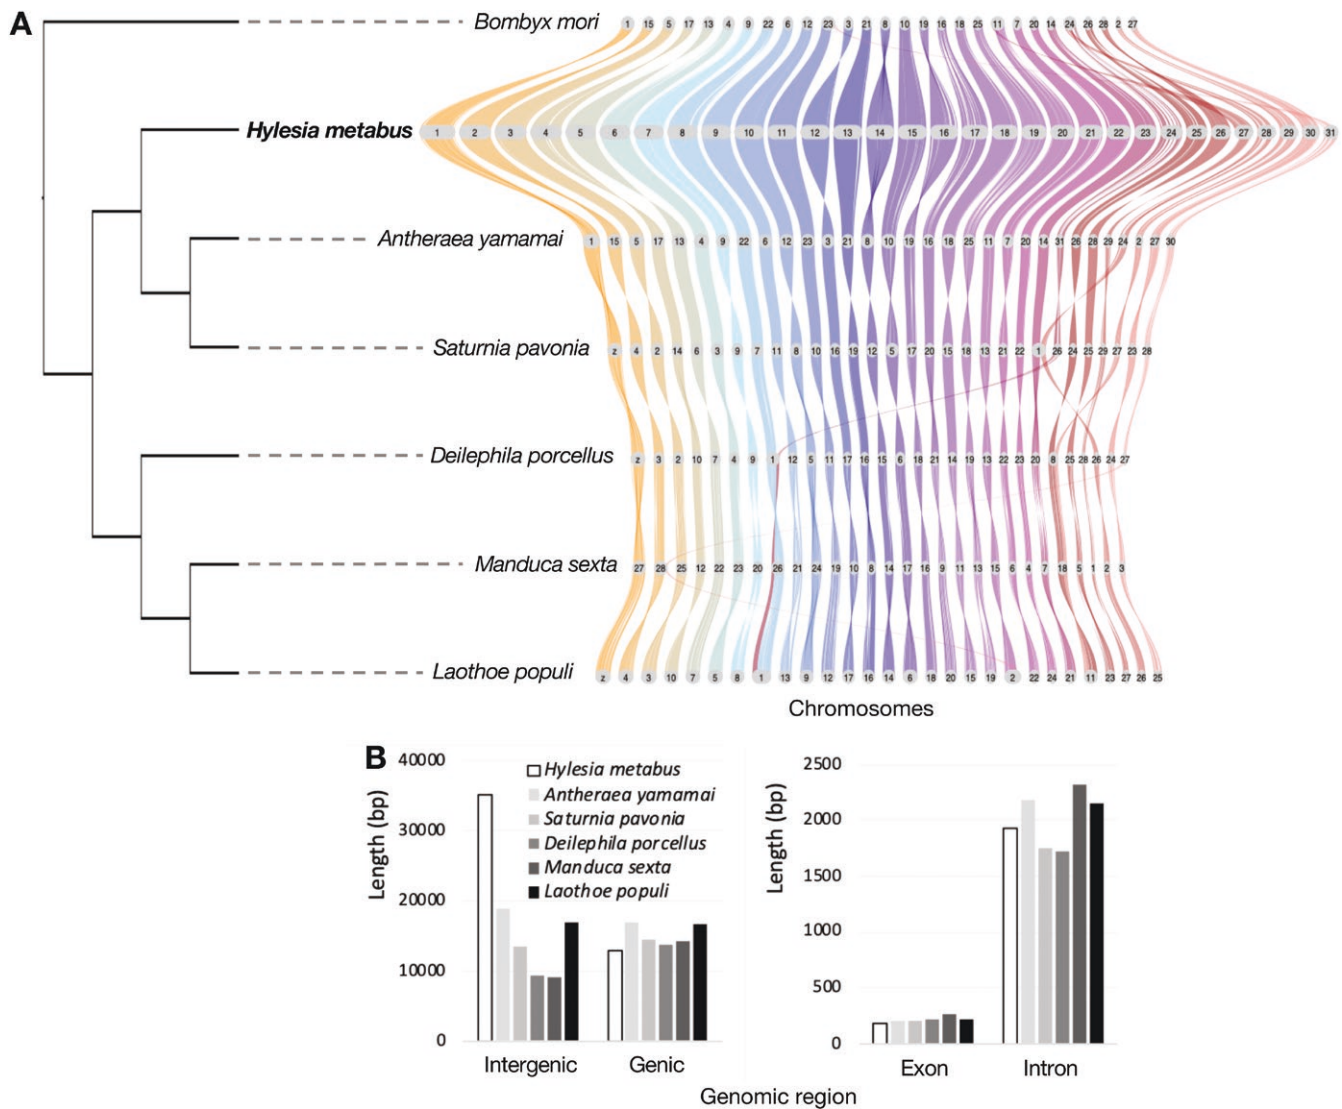 A
Bombyx mori
1 15 5 17 13 4 9 22 6 12 23 3 21 8 10 19 16 18 25 11 7 20 14 24 26 28 2 27
Hylesia metabus
1 2 3 4 5 6 7 8 9 10 11 12 13 14 15 16 17 18 19 20 21 22 23 24 25 26 27 28 29 30 31
Antheraea yamamai
1 15 5 17 13 4 9 22 6 12 23 3 21 8 10 19 16 18 25 11 7 20 14 31 26 28 29 24 2 27 30
Saturnia pavonia
z 4 2 14 6 3 9 7 11 8 10 16 19 12 5 17 20 15 18 13 21 22 1 26 24 25 29 27 23 28
Deilephila porcellus
z 3 2 10 7 4 9 1 12 5 11 17 16 15 6 18 21 14 19 13 22 23 20 8 25 28 26 24 27
Manduca sexta
27 28 25 12 22 23 20 26 21 24 19 10 8 14 17 16 9 11 13 15 6 4 7 18 5 1 2 3
Laothoe populi
z 4 3 10 7 5 8 1 13 9 12 17 16 14 6 18 20 15 19 2 22 24 21 11 23 27 26 25
Chromosomes
B
Length (bp)
40000
30000
20000
10000
0
Hylesia metabus
Antheraea yamamai
Saturnia pavonia
Deilephila porcellus
Manduca sexta
Laothoe populi
Intergenic Genic
Length (bp)
2500
2000
1500
1000
500
0
Exon Intron
Genomic region